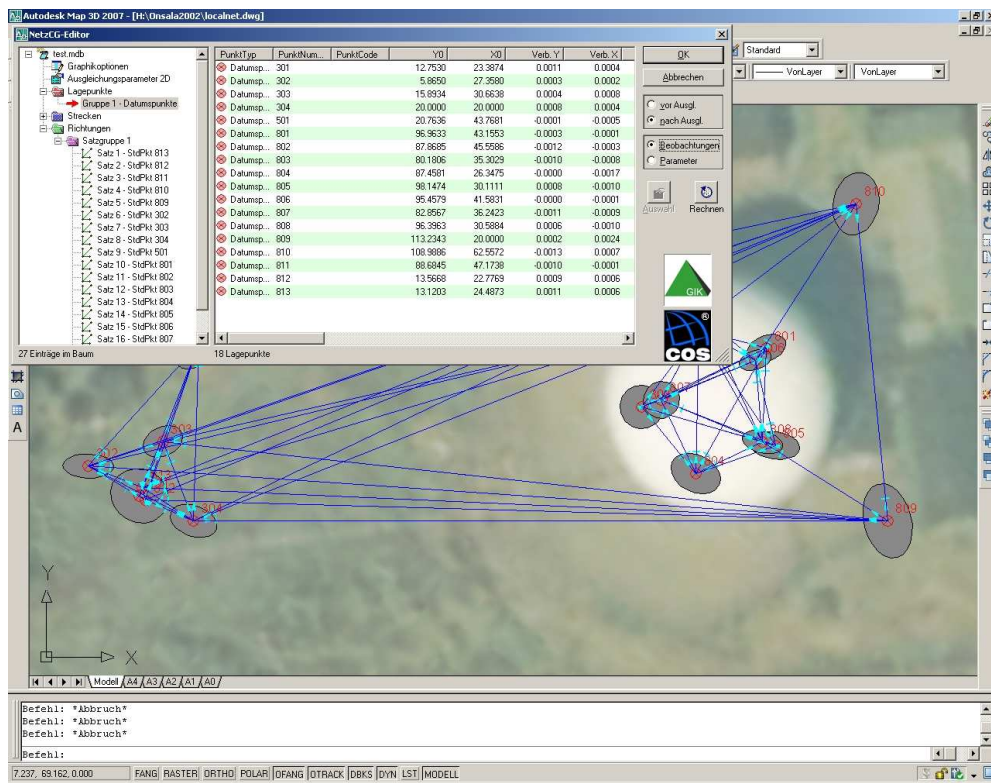 Autodesk Map 3D 2007 - [H:\Onsala2002\localnet.dwg]
NetzCG-Editor
test.mdb
Graphikoptionen
Ausgleichungsparameter 2D
Lagepunkte
Gruppe 1 - Datumspunkte
Strecken
Richtungen
Satzgruppe 1
Satz 1 - StdPkt 813
Satz 2 - StdPkt 812
Satz 3 - StdPkt 811
Satz 4 - StdPkt 810
Satz 5 - StdPkt 809
Satz 6 - StdPkt 302
Satz 7 - StdPkt 303
Satz 8 - StdPkt 304
Satz 9 - StdPkt 501
Satz 10 - StdPkt 801
Satz 11 - StdPkt 802
Satz 12 - StdPkt 803
Satz 13 - StdPkt 804
Satz 14 - StdPkt 805
Satz 15 - StdPkt 806
Satz 16 - StdPkt 807
27 Einträge im Baum
PunktTyp PunktNum... PunktCode Y0 X0 Verb. Y Verb. X
Datumsp... 301 12.7530 23.3874 0.0011 0.0004
Datumsp... 302 5.8650 27.3580 0.0003 0.0002
Datumsp... 303 15.8934 30.6638 0.0004 0.0008
Datumsp... 304 20.0000 20.0000 0.0008 0.0004
Datumsp... 501 20.7636 43.7681 -0.0001 -0.0005
Datumsp... 801 96.9633 43.1553 -0.0003 -0.0001
Datumsp... 802 87.8685 45.5586 -0.0012 -0.0003
Datumsp... 803 80.1806 35.3029 -0.0010 -0.0008
Datumsp... 804 87.4581 26.3475 -0.0000 -0.0017
Datumsp... 805 98.1474 30.1111 0.0008 -0.0010
Datumsp... 806 95.4579 41.5831 -0.0000 -0.0001
Datumsp... 807 82.8567 36.2423 -0.0011 -0.0009
Datumsp... 808 96.3963 30.5884 0.0006 -0.0010
Datumsp... 809 113.2343 20.0000 0.0002 0.0024
Datumsp... 810 108.9886 62.5572 -0.0013 0.0007
Datumsp... 811 88.6845 47.1738 -0.0010 -0.0001
Datumsp... 812 13.5668 22.7769 0.0009 0.0006
Datumsp... 813 13.1203 24.4873 0.0011 0.0006
18 Lagepunkte
OK
Abbrechen
vor Ausgl.
nach Ausgl.
Beobachtungen
Parameter
Auswahl Rechnen
GIK
COS ®
Standard
VonLayer VonLayer
810
801
807
808
805
804
809
303
302
304
Y
X
A
Modell A4 A3 A2 A1 A0
Befehl: *Abbruch*
Befehl: *Abbruch*
Befehl: *Abbruch*
Befehl:
7.237, 69.162, 0.000 FANG RASTER ORTHO POLAR OFANG OTRACK DBKS DYN LST MODELL